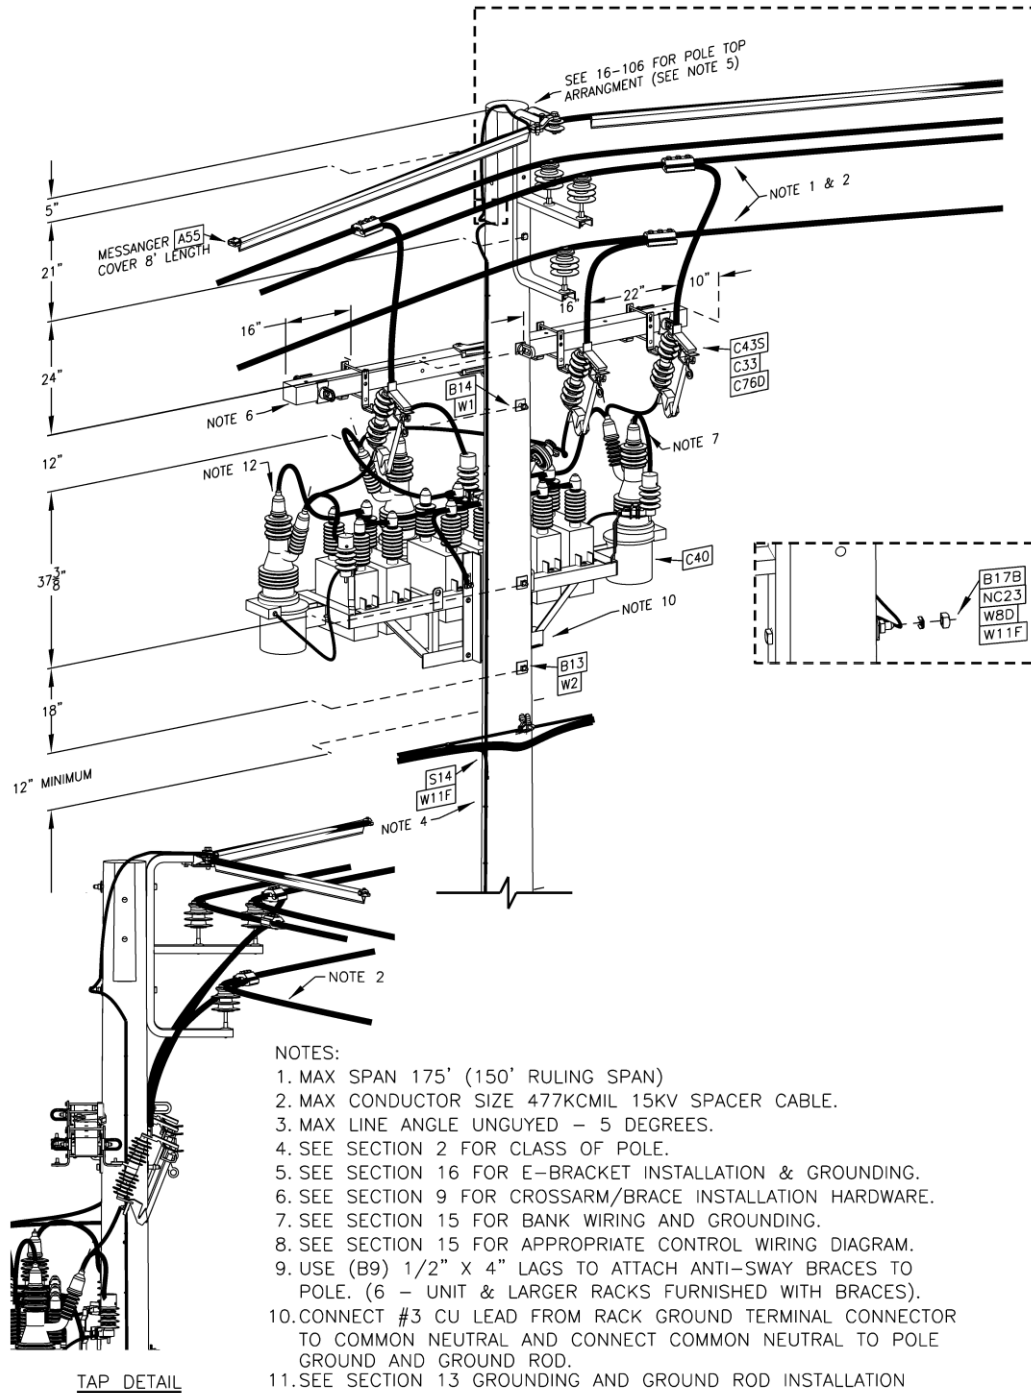 SEE 16-106 FOR POLE TOP
ARRANGMENT (SEE NOTE 5)
5"
NOTE 1 & 2
MESSANGER A55
COVER 8' LENGTH
21"
10"
22"
16"
16"
24"
C43S
C33
C76D
B14
W1
NOTE 6
NOTE 7
12"
NOTE 12
37 3/8"
C40
B17B
NC23
W8D
W11F
NOTE 10
B13
W2
18"
12" MINIMUM
S14
W11F
NOTE 4
NOTE 2
NOTES:
1. MAX SPAN 175' (150' RULING SPAN)
2. MAX CONDUCTOR SIZE 477KCMIL 15KV SPACER CABLE.
3. MAX LINE ANGLE UNGUYED - 5 DEGREES.
4. SEE SECTION 2 FOR CLASS OF POLE.
5. SEE SECTION 16 FOR E-BRACKET INSTALLATION & GROUNDING.
6. SEE SECTION 9 FOR CROSSARM/BRACE INSTALLATION HARDWARE.
7. SEE SECTION 15 FOR BANK WIRING AND GROUNDING.
8. SEE SECTION 15 FOR APPROPRIATE CONTROL WIRING DIAGRAM.
9. USE (B9) 1/2" X 4" LAGS TO ATTACH ANTI-SWAY BRACES TO
POLE. (6 - UNIT & LARGER RACKS FURNISHED WITH BRACES).
10. CONNECT #3 CU LEAD FROM RACK GROUND TERMINAL CONNECTOR
TO COMMON NEUTRAL AND CONNECT COMMON NEUTRAL TO POLE
GROUND AND GROUND ROD.
11. SEE SECTION 13 GROUNDING AND GROUND ROD INSTALLATION
TAP DETAIL